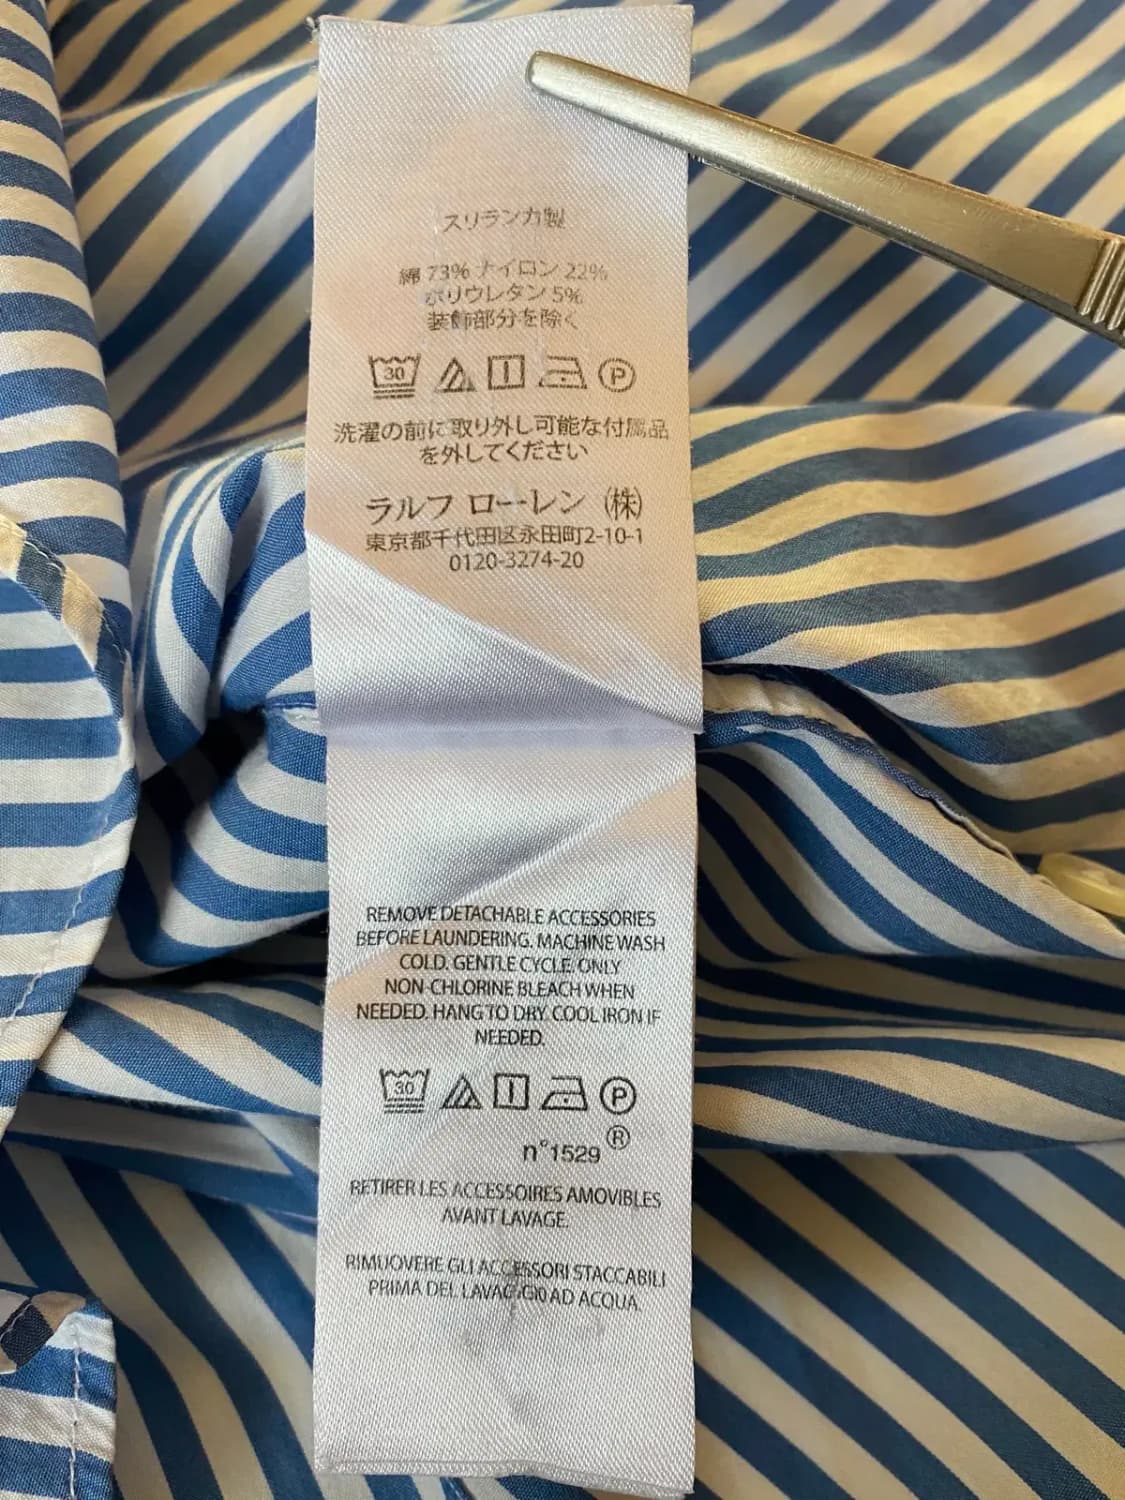 スリランカ製
綿 73% ナイロン 22%
ポリウレタン 5%
装飾部分を除く
30 P
洗濯の前に取り外し可能な付属品
を外してください
ラルフ ローレン (株)
東京都千代田区永田町2-10-1
0120-3274-20
REMOVE DETACHABLE ACCESSORIES
BEFORE LAUNDERING. MACHINE WASH
COLD. GENTLE CYCLE. ONLY
NON-CHLORINE BLEACH WHEN
NEEDED. HANG TO DRY. COOL IRON IF
NEEDED.
30 P
n°1529 ®
RETIRER LES ACCESSOIRES AMOVIBLES
AVANT LAVAGE.
RIMUOVERE GLI ACCESSORI STACCABILI
PRIMA DEL LAVAGGIO AD ACQUA.